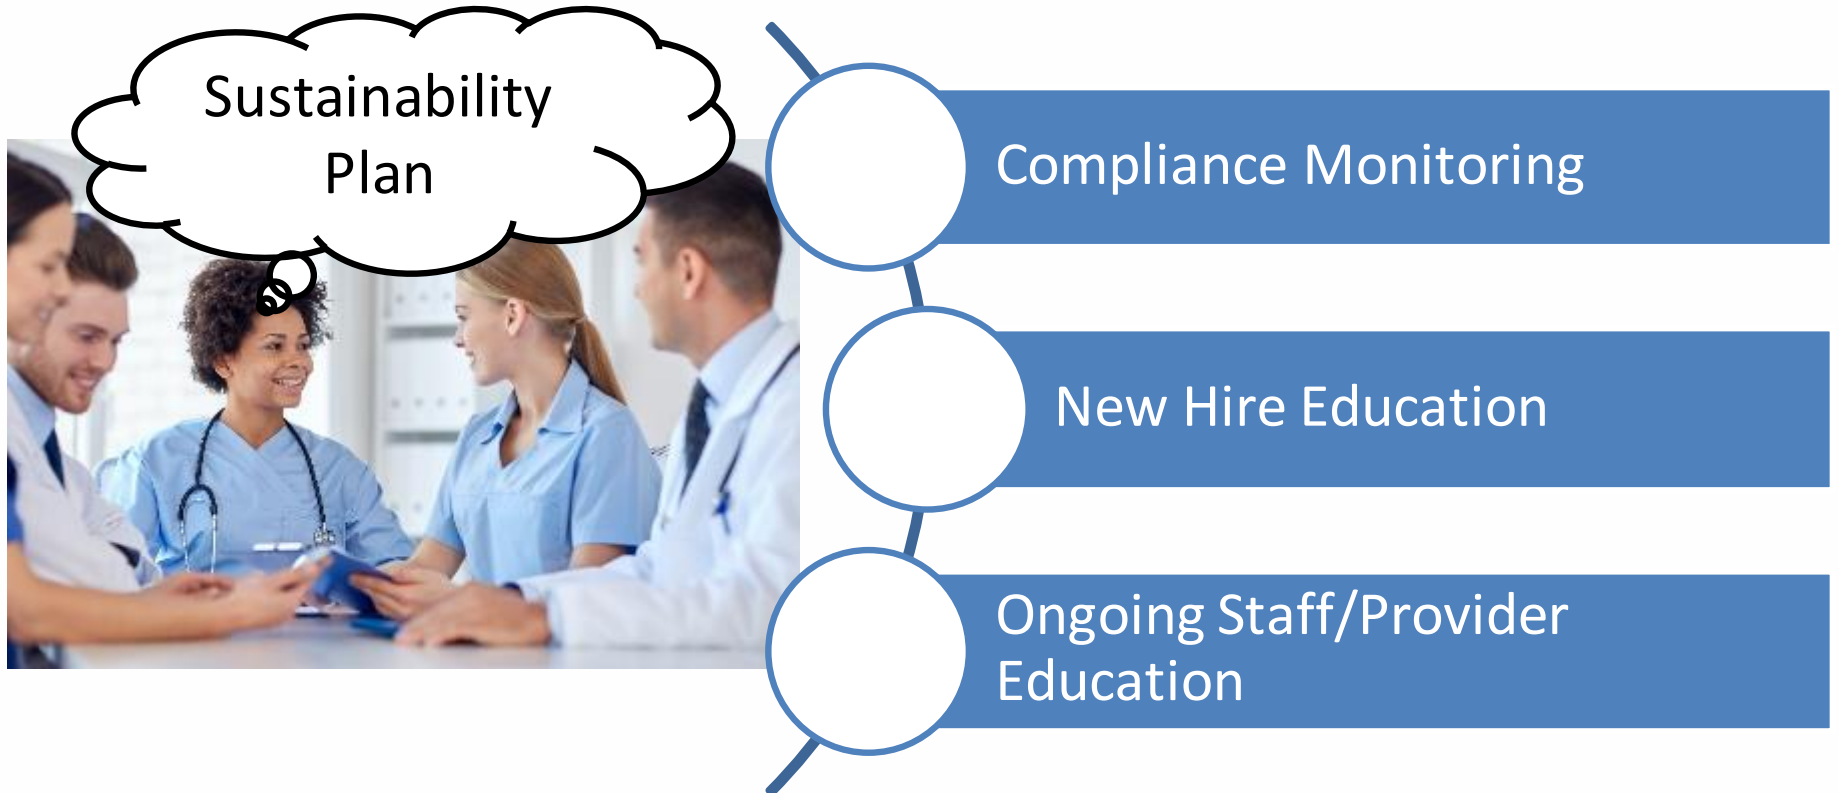 Sustainability
Plan
Compliance Monitoring
New Hire Education
Ongoing Staff/Provider
Education